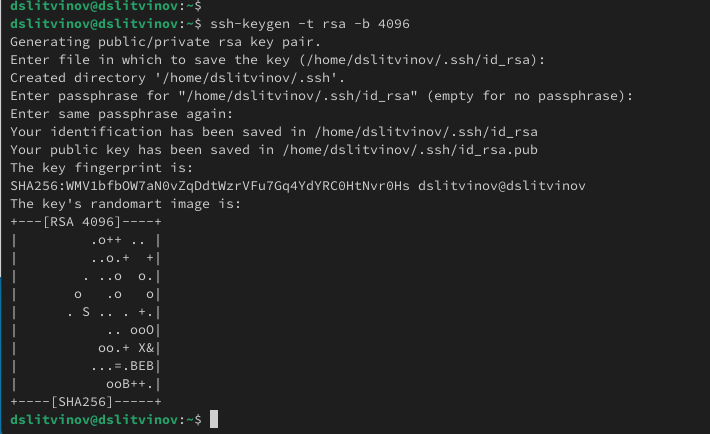 dslitvinov@dslitvinov:~$
dslitvinov@dslitvinov:~$ ssh-keygen -t rsa -b 4096
Generating public/private rsa key pair.
Enter file in which to save the key (/home/dslitvinov/.ssh/id_rsa):
Created directory '/home/dslitvinov/.ssh'.
Enter passphrase for "/home/dslitvinov/.ssh/id_rsa" (empty for no passphrase):
Enter same passphrase again:
Your identification has been saved in /home/dslitvinov/.ssh/id_rsa
Your public key has been saved in /home/dslitvinov/.ssh/id_rsa.pub
The key fingerprint is:
SHA256:WMV1bfbOW7aN0vZqDdtWzrVFu7Gq4YdYRC0HtNvr0Hs dslitvinov@dslitvinov
The key's randomart image is:
+---[RSA 4096]----+
|         .o++ .. |
|         ..o.+  +|
|        . ..o  o.|
|       o   .o   o|
|      . S .. . +.|
|           .. ooO|
|          oo.+ X&|
|         ...=.BEB|
|           ooB++.|
+----[SHA256]-----+
dslitvinov@dslitvinov:~$